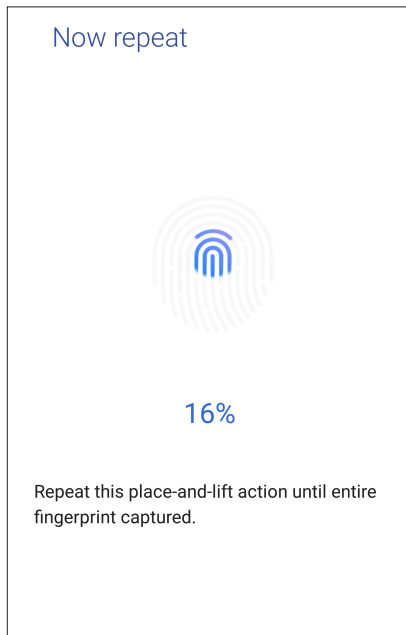 Now repeat
16%
Repeat this place-and-lift action until entire
fingerprint captured.